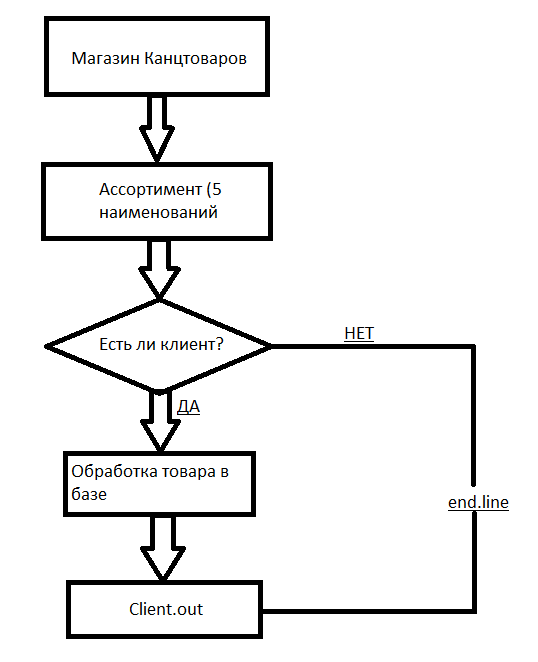 Магазин Канцтоваров
Ассортимент (5
наименований
Есть ли клиент?
НЕТ
ДА
Обработка товара в
базе
end.line
Client.out